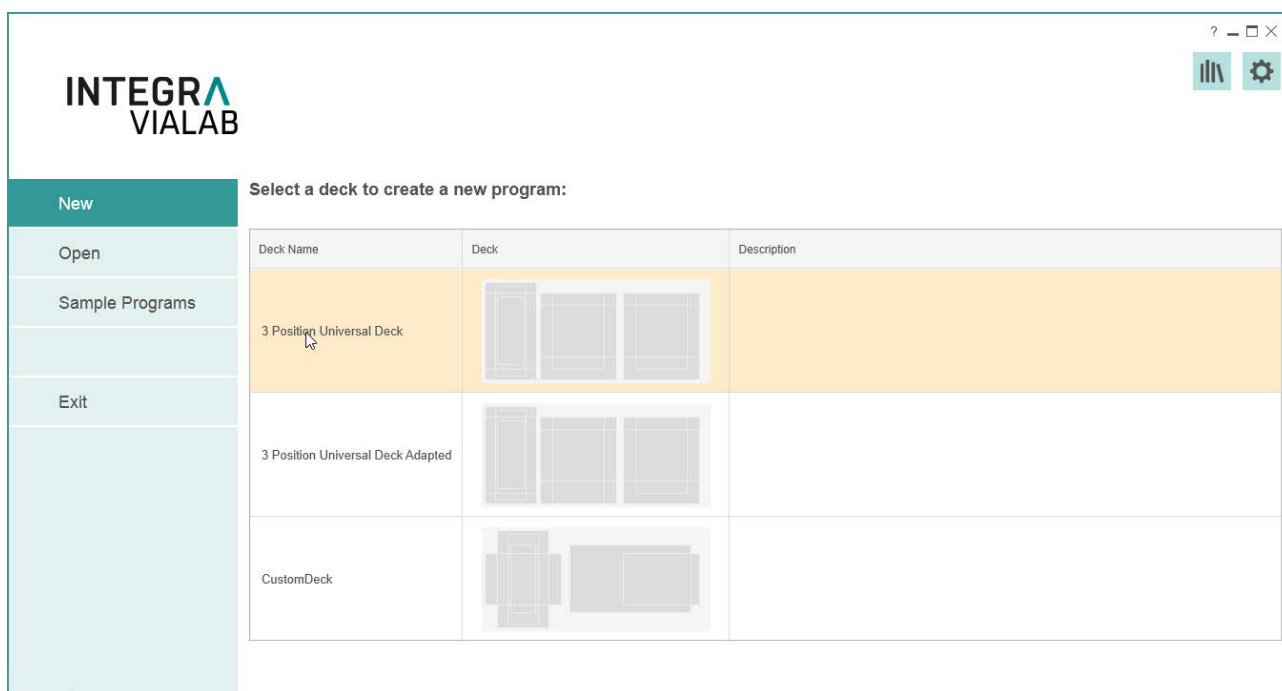 ?
INTEGRA
VIALAB
New
Open
Sample Programs
Exit
Select a deck to create a new program:
Deck Name Deck Description
3 Position Universal Deck
3 Position Universal Deck Adapted
CustomDeck